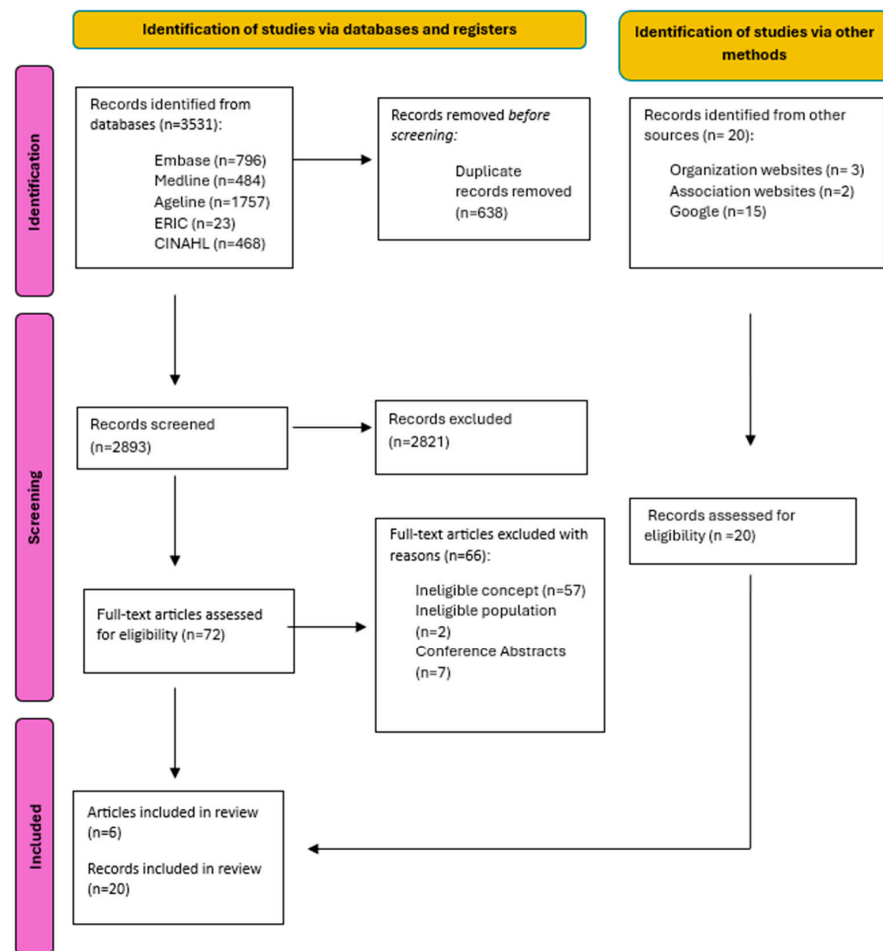 Identification of studies via databases and registers
Identification of studies via other
methods
Identification
Records identified from
databases (n=3531):
Embase (n=796)
Medline (n=484)
Ageline (n=1757)
ERIC (n=23)
CINAHL (n=468)
Records removed before
screening:
Duplicate
records removed
(n=638)
Records identified from other
sources (n= 20):
Organization websites (n= 3)
Association websites (n=2)
Google (n=15)
Screening
Records screened
(n=2893)
Records excluded
(n=2821)
Full-text articles assessed
for eligibility (n=72)
Full-text articles excluded with
reasons (n=66):
Ineligible concept (n=57)
Ineligible population
(n=2)
Conference Abstracts
(n=7)
Records assessed for
eligibility (n =20)
Included
Articles included in review
(n=6)
Records included in review
(n=20)